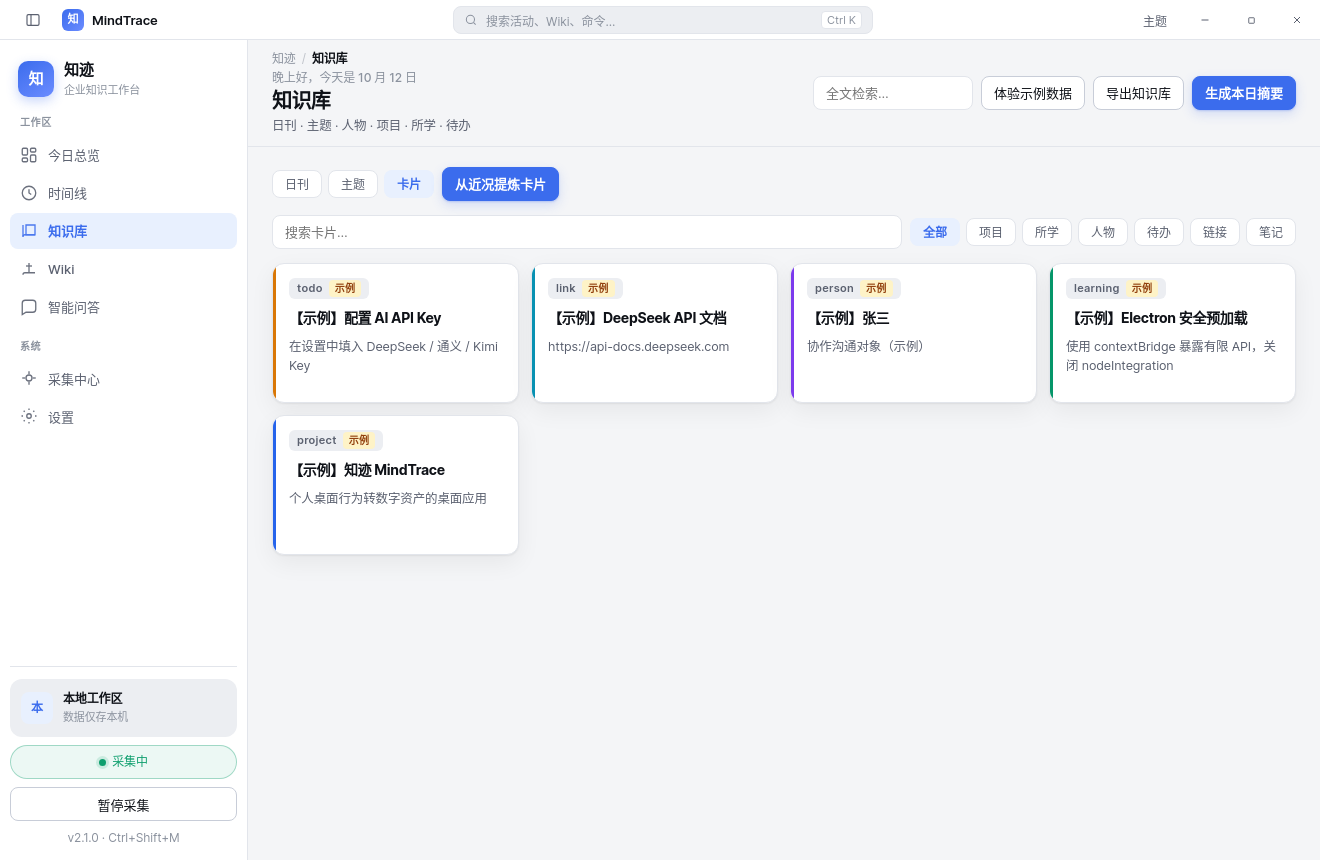 知 MindTrace
搜索活动、Wiki、命令... Ctrl K
主题
知
知迹
企业知识工作台
工作区
今日总览
时间线
知识库
Wiki
智能问答
系统
采集中心
设置
本
本地工作区
数据仅存本机
采集中
暂停采集
v2.1.0 · Ctrl+Shift+M
知迹 / 知识库
晚上好，今天是 10 月 12 日
知识库
日刊 · 主题 · 人物 · 项目 · 所学 · 待办
全文检索... 体验示例数据 导出知识库 生成本日摘要
日刊 主题 卡片 从近况提炼卡片
搜索卡片... 全部 项目 所学 人物 待办 链接 笔记
todo 示例
【示例】配置 AI API Key
在设置中填入 DeepSeek / 通义 / Kimi
Key
link 示例
【示例】DeepSeek API 文档
https://api-docs.deepseek.com
person 示例
【示例】张三
协作沟通对象（示例）
learning 示例
【示例】Electron 安全预加载
使用 contextBridge 暴露有限 API，关
闭 nodeIntegration
project 示例
【示例】知迹 MindTrace
个人桌面行为转数字资产的桌面应用